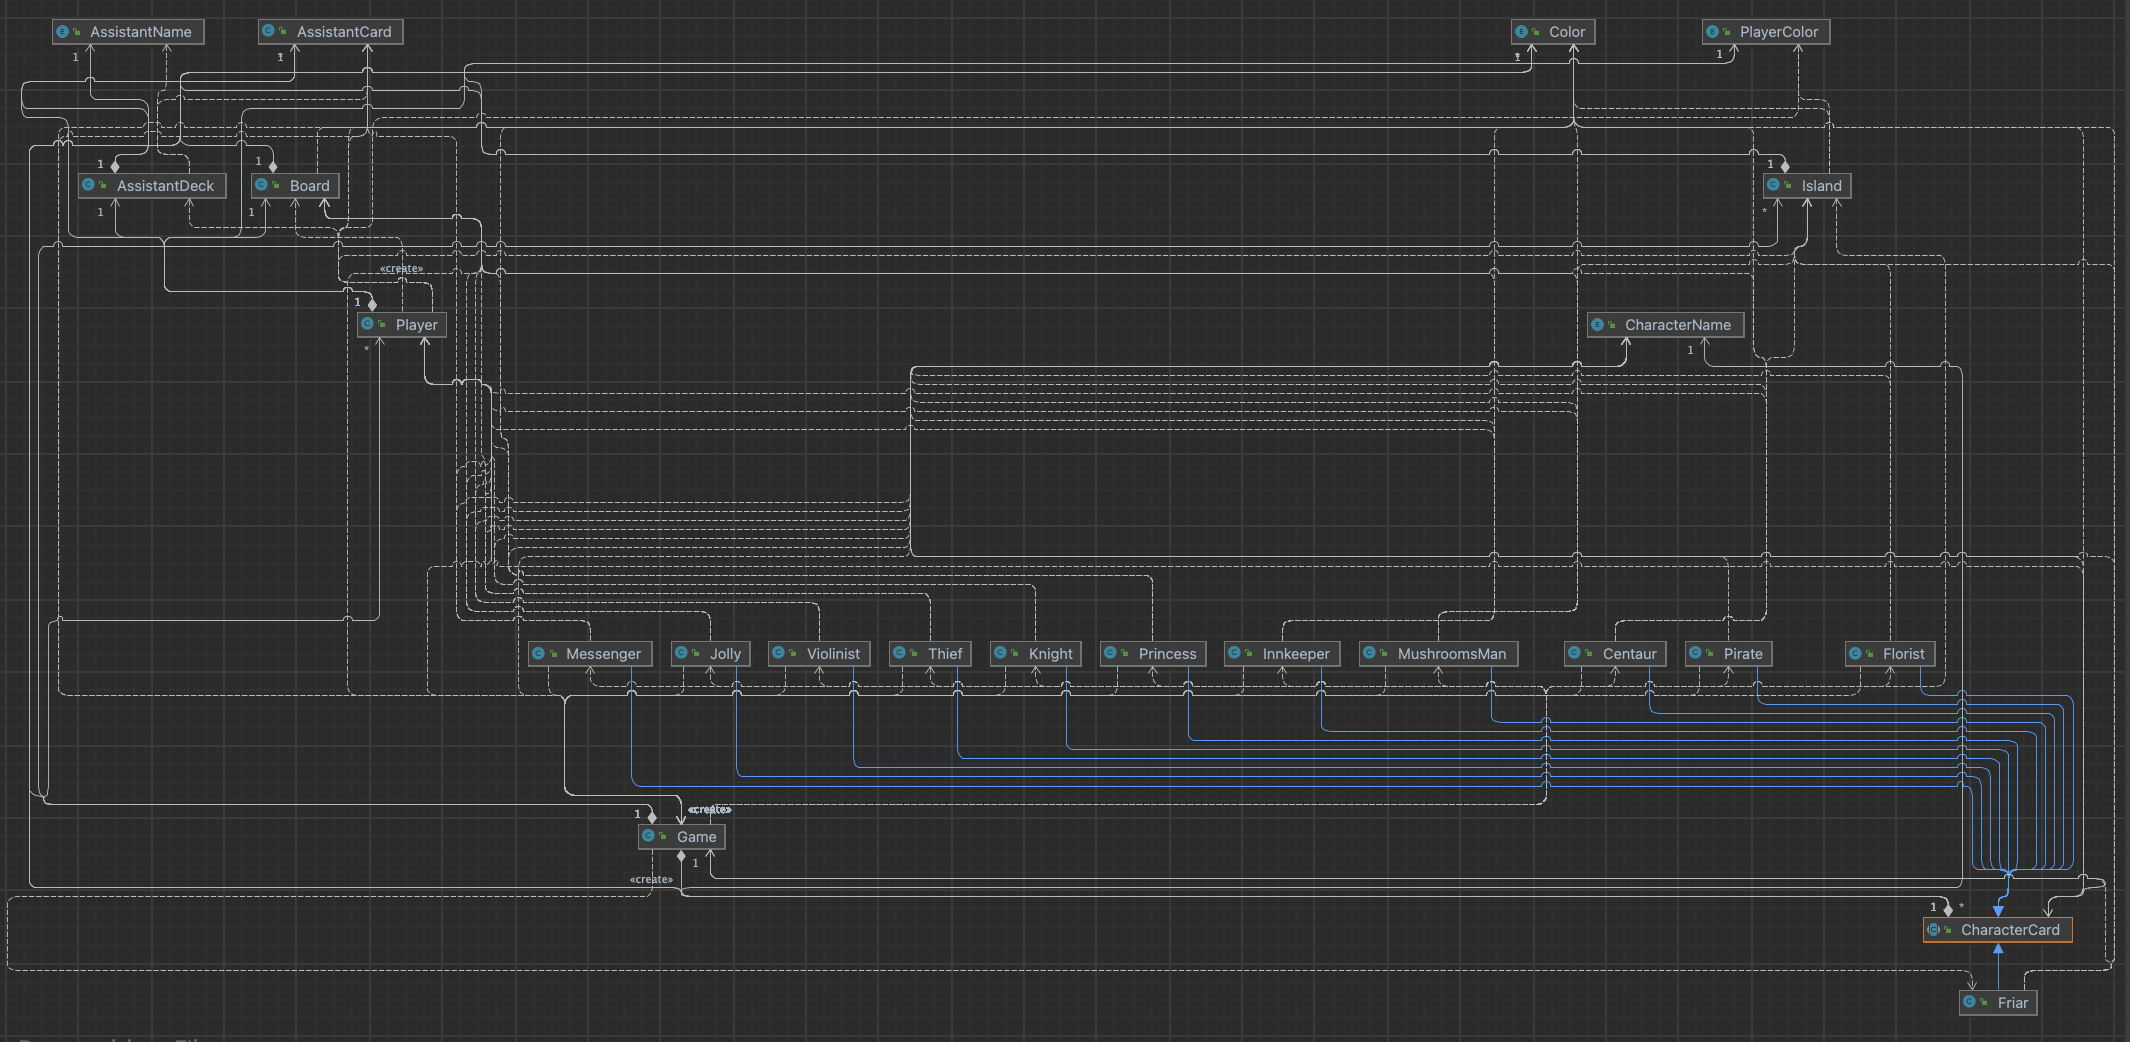 AssistantName
AssistantCard
Color
PlayerColor
1
1
*
1
1
1
1
AssistantDeck
Board
Island
1
1
*
«create»
1
Player
CharacterName
*
1
Messenger
Jolly
Violinist
Thief
Knight
Princess
Innkeeper
MushroomsMan
Centaur
Pirate
Florist
«create»
1
Game
1
«create»
1
*
CharacterCard
Friar